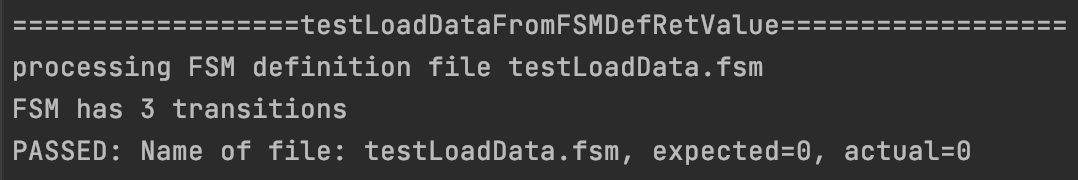 ==================testLoadDataFromFSMDefRetValue==================
processing FSM definition file testLoadData.fsm
FSM has 3 transitions
PASSED: Name of file: testLoadData.fsm, expected=0, actual=0